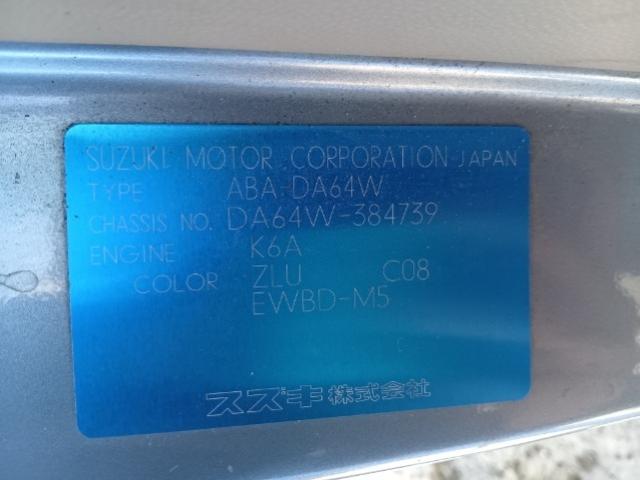 SUZUKI MOTOR CORPORATION JAPAN
TYPE ABA-DA64W
CHASSIS NO. DA64W-384739
ENGINE K6A
COLOR ZLU C08
EWBD-M5
C
スズキ株式会社